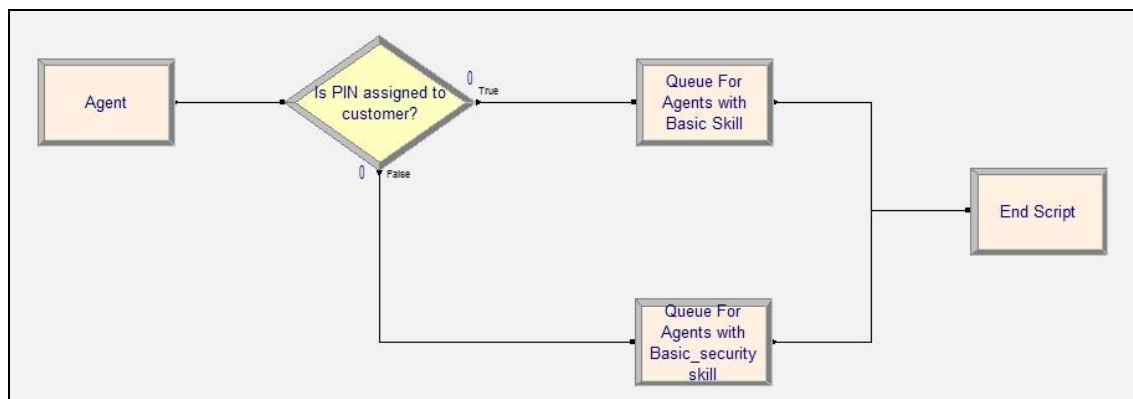 Agent
Is PIN assigned to
customer?
0
True
0
False
Queue For
Agents with
Basic Skill
Queue For
Agents with
Basic_security
skill
End Script